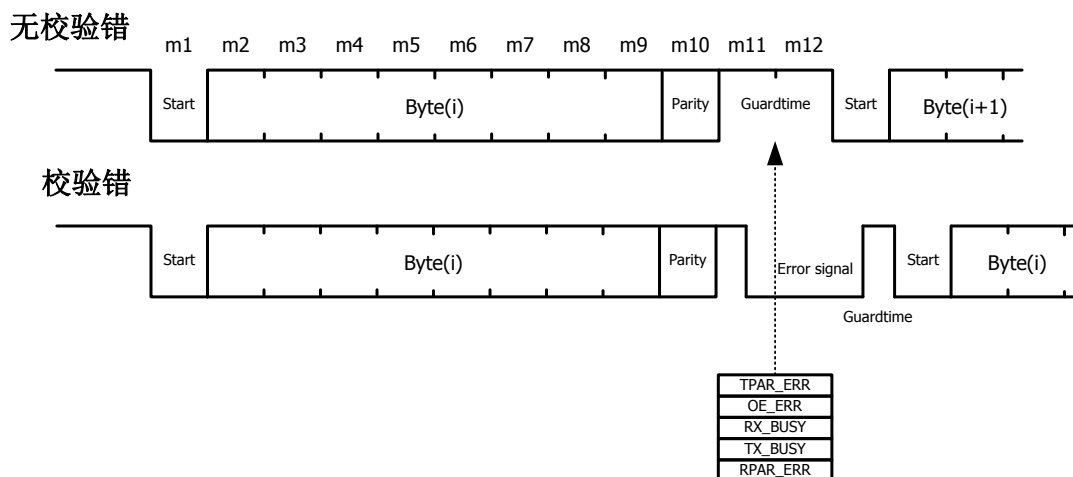 无校验错
m1 m2 m3 m4 m5 m6 m7 m8 m9 m10 m11 m12
Start Byte(i) Parity Guardtime Start Byte(i+1)
校验错
Start Byte(i) Parity Error signal Start Byte(i)
Guardtime
TPAR_ERR
OE_ERR
RX_BUSY
TX_BUSY
RPAR_ERR